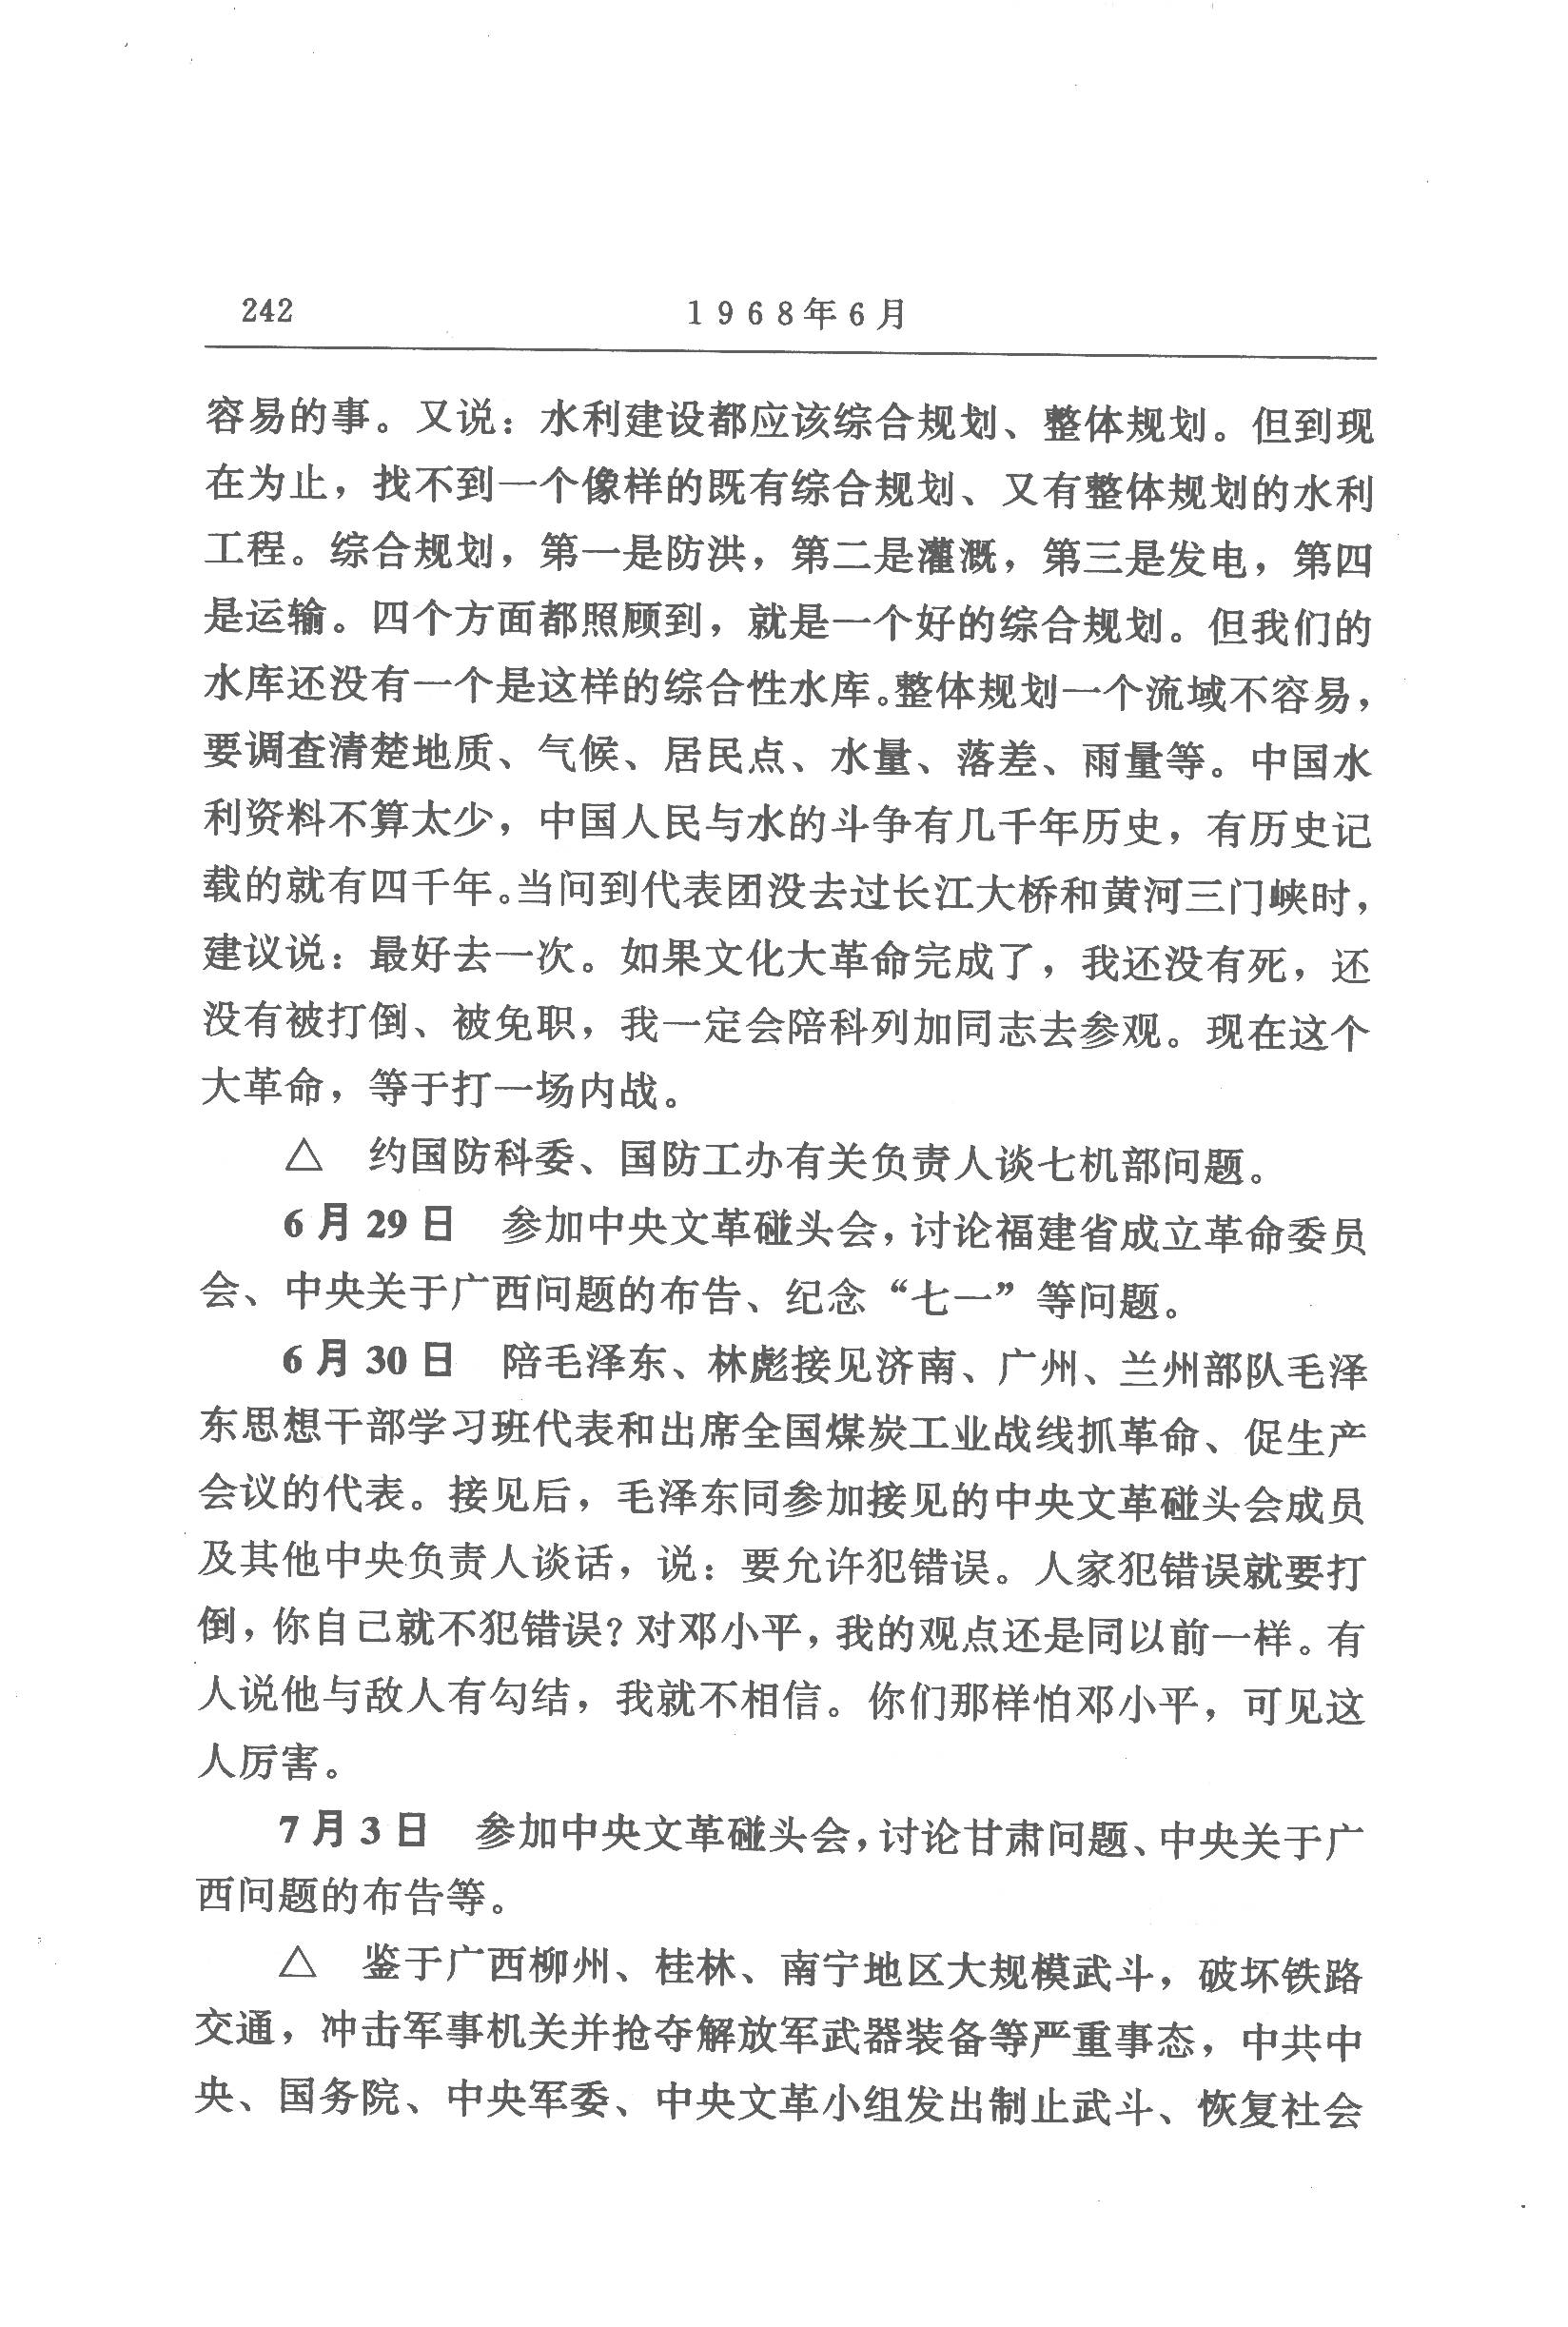 242
1968年6月
容易的事。又说：水利建设都应该综合规划、整体规划。但到现
在为止，找不到一个像样的既有综合规划、又有整体规划的水利
工程。综合规划，第一是防洪，第二是灌溉，第三是发电，第四
是运输。四个方面都照顾到，就是一个好的综合规划。但我们的
水库还没有一个是这样的综合性水库。整体规划一个流域不容易，
要调查清楚地质、气候、居民点、水量、落差、雨量等。中国水
利资料不算太少，中国人民与水的斗争有几千年历史，有历史记
载的就有四千年。当问到代表团没去过长江大桥和黄河三门峡时，
建议说：最好去一次。如果文化大革命完成了，我还没有死，还
没有被打倒、被免职，我一定会陪科列加同志去参观。现在这个
大革命，等于打一场内战。
△ 约国防科委、国防工办有关负责人谈七机部问题。
6月29日 参加中央文革碰头会，讨论福建省成立革命委员
会、中央关于广西问题的布告、纪念“七一”等问题。
6月30日 陪毛泽东、林彪接见济南、广州、兰州部队毛泽
东思想干部学习班代表和出席全国煤炭工业战线抓革命、促生产
会议的代表。接见后，毛泽东同参加接见的中央文革碰头会成员
及其他中央负责人谈话，说：要允许犯错误。人家犯错误就要打
倒，你自己就不犯错误？对邓小平，我的观点还是同以前一样。有
人说他与敌人有勾结，我就不相信。你们那样怕邓小平，可见这
人厉害。
7月3日 参加中央文革碰头会，讨论甘肃问题、中央关于广
西问题的布告等。
△ 鉴于广西柳州、桂林、南宁地区大规模武斗，破坏铁路
交通，冲击军事机关并抢夺解放军武器装备等严重事态，中共中
央、国务院、中央军委、中央文革小组发出制止武斗、恢复社会